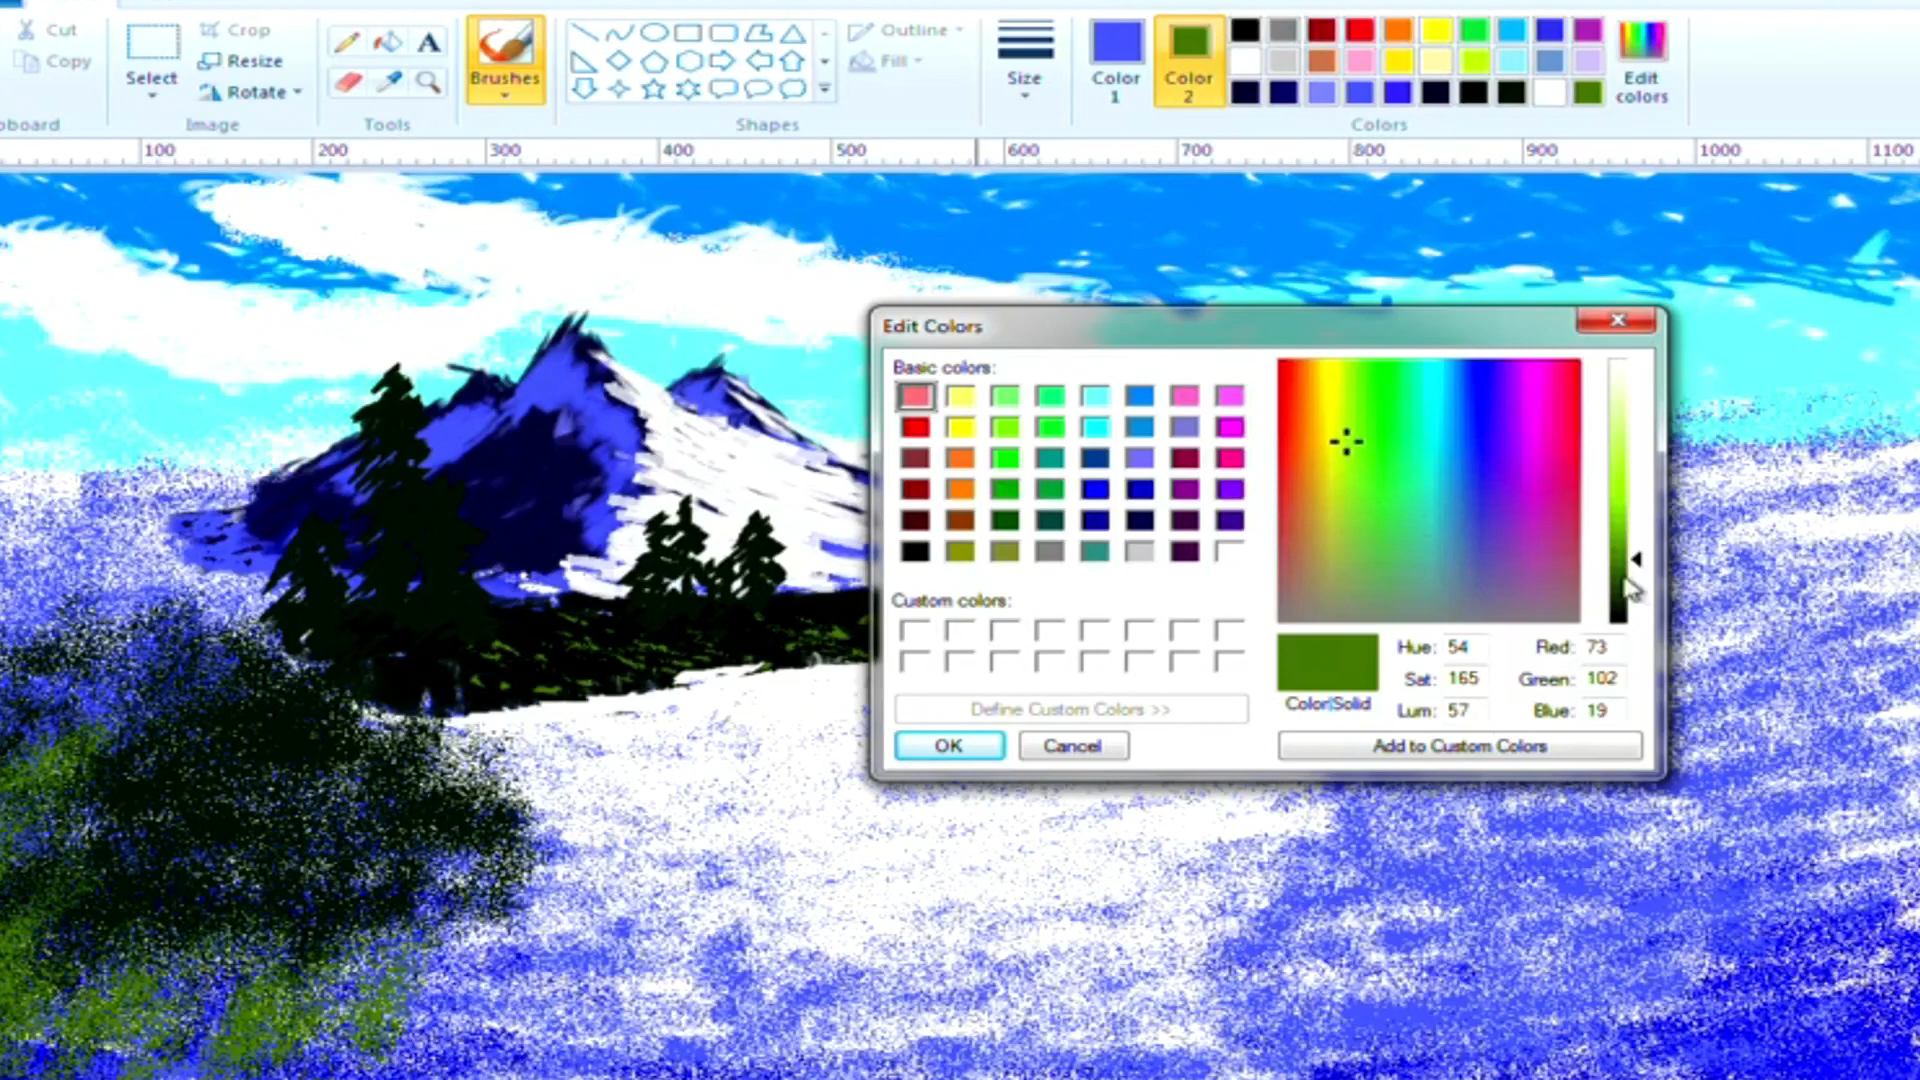 Cut
Copy
Select
Crop
Resize
Rotate
A
Brushes
Outline
Fill
Size
Color
1
Color
2
Edit
colors
board
Image
Tools
Shapes
Colors
100
200
300
400
500
600
700
800
900
1000
1100
Edit Colors
Basic colors:
Custom colors:
Define Custom Colors >>
OK
Cancel
Color|Solid
Hue: 54
Sat: 165
Lum: 57
Red: 73
Green: 102
Blue: 19
Add to Custom Colors